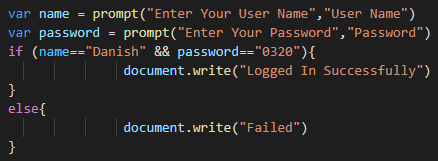 var name = prompt("Enter Your User Name","User Name")
var password = prompt("Enter Your Password","Password")
if (name=="Danish" && password=="0320"){
document.write("Logged In Successfully")
}
else{
document.write("Failed")
}